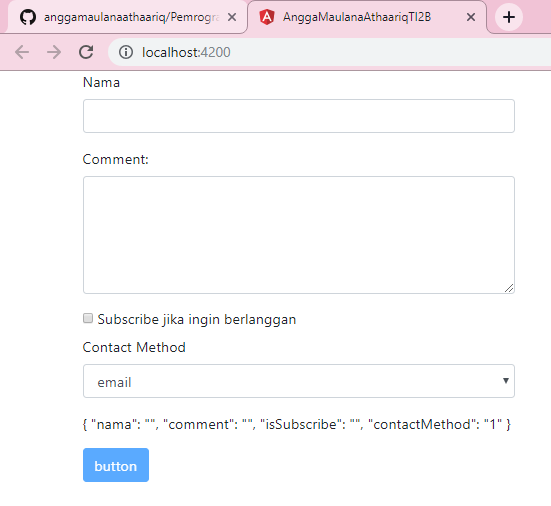 anggamaulanaathaariq/Pemrogra
AnggaMaulanaAthaariqTI2B
localhost:4200
Nama
Comment:
Subscribe jika ingin berlanggan
Contact Method
email
{ "nama": "", "comment": "", "isSubscribe": "", "contactMethod": "1" }
button